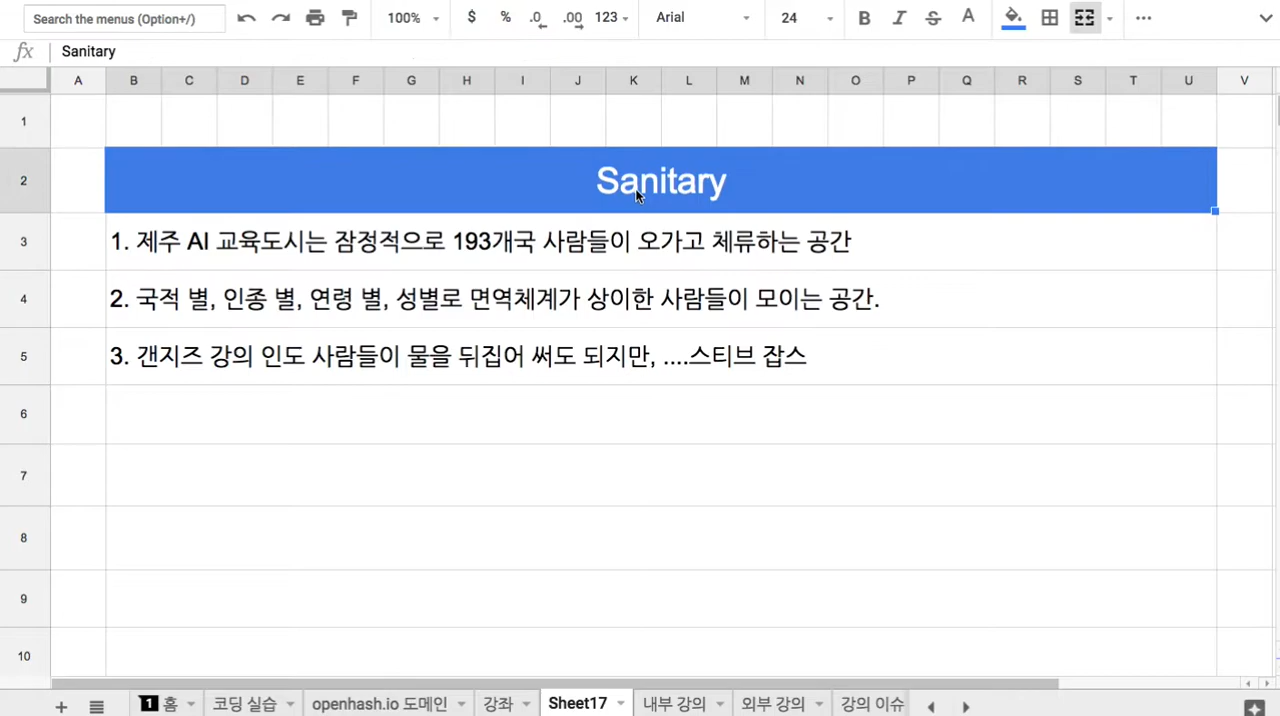 Search the menus (Option+/) 100% $ % .0 .00 123 Arial 24 B I S A ...
fx Sanitary
A B C D E F G H I J K L M N O P Q R S T U V
1
2 Sanitary
3 1. 제주 AI 교육도시는 잠정적으로 193개국 사람들이 오가고 체류하는 공간
4 2. 국적 별, 인종 별, 연령 별, 성별로 면역체계가 상이한 사람들이 모이는 공간.
5 3. 갠지즈 강의 인도 사람들이 물을 뒤집어 써도 되지만, ....스티브 잡스
6
7
8
9
10
+ 1 홈 코딩 실습 openhash.io 도메인 강좌 Sheet17 내부 강의 외부 강의 강의 이슈